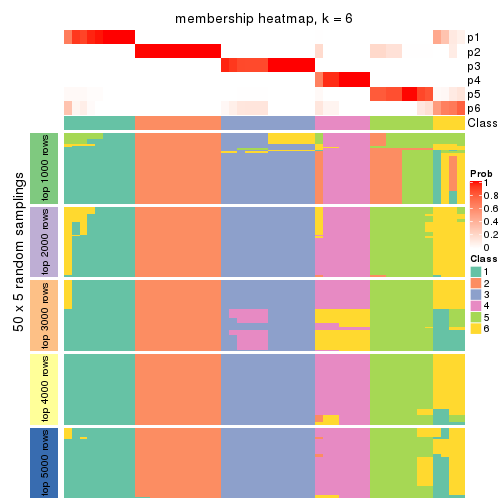 membership heatmap, k = 6
p1
p2
p3
p4
p5
p6
Class
50 x 5 random samplings
top 1000 rows
top 2000 rows
top 3000 rows
top 4000 rows
top 5000 rows
Prob
1
0.8
0.6
0.4
0.2
0
Class
1
2
3
4
5
6